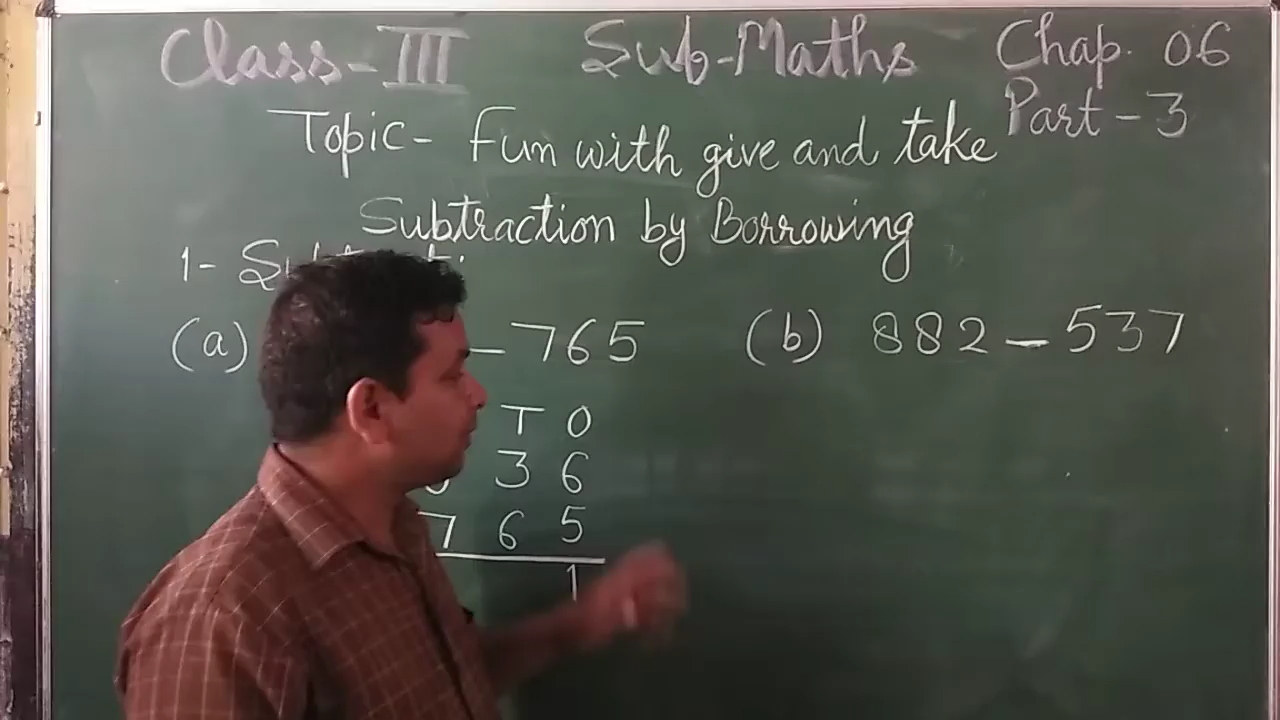 Class-III Sub-Maths Chap. 06
Part-3
Topic- Fun with give and take
Subtraction by Borrowing
1-
(a) - 765 (b) 882-537
T O
3 6
7 6 5
1